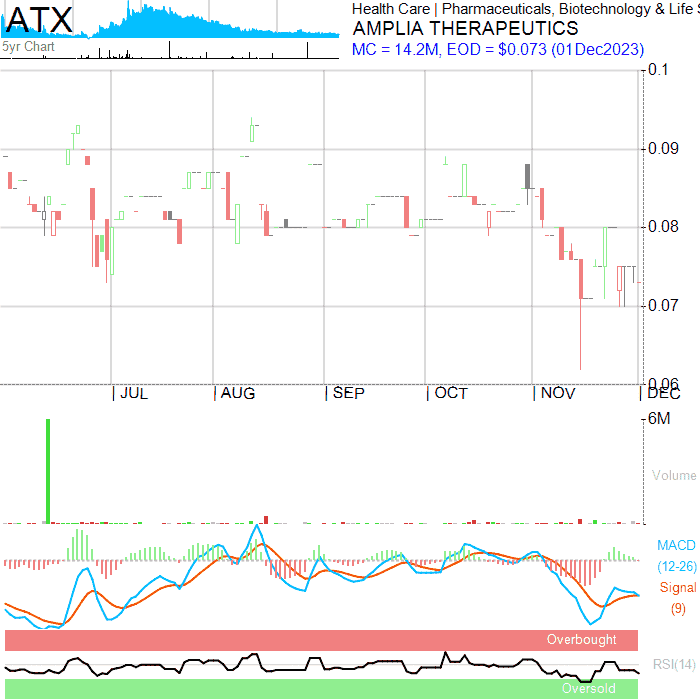 ATX
5yr Chart
Health Care | Pharmaceuticals, Biotechnology & Life
AMPLIA THERAPEUTICS
MC = 14.2M, EOD = $0.073 (01Dec2023)
0.1
0.09
0.08
0.07
0.06
| JUL | AUG | SEP | OCT | NOV | DEC
6M
Volume
MACD
(12-26)
Signal
(9)
Overbought
RSI(14)
Oversold